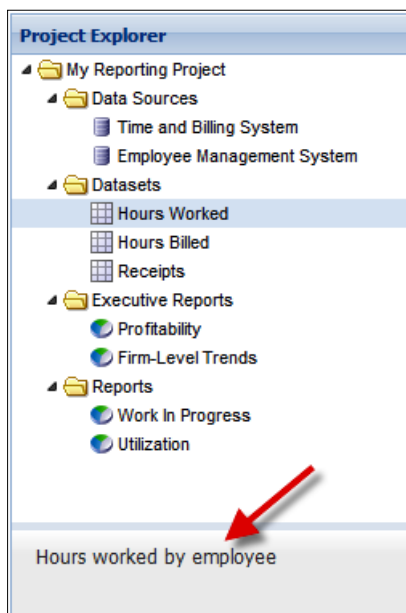 Project Explorer
My Reporting Project
Data Sources
Time and Billing System
Employee Management System
Datasets
Hours Worked
Hours Billed
Receipts
Executive Reports
Profitability
Firm-Level Trends
Reports
Work In Progress
Utilization
Hours worked by employee